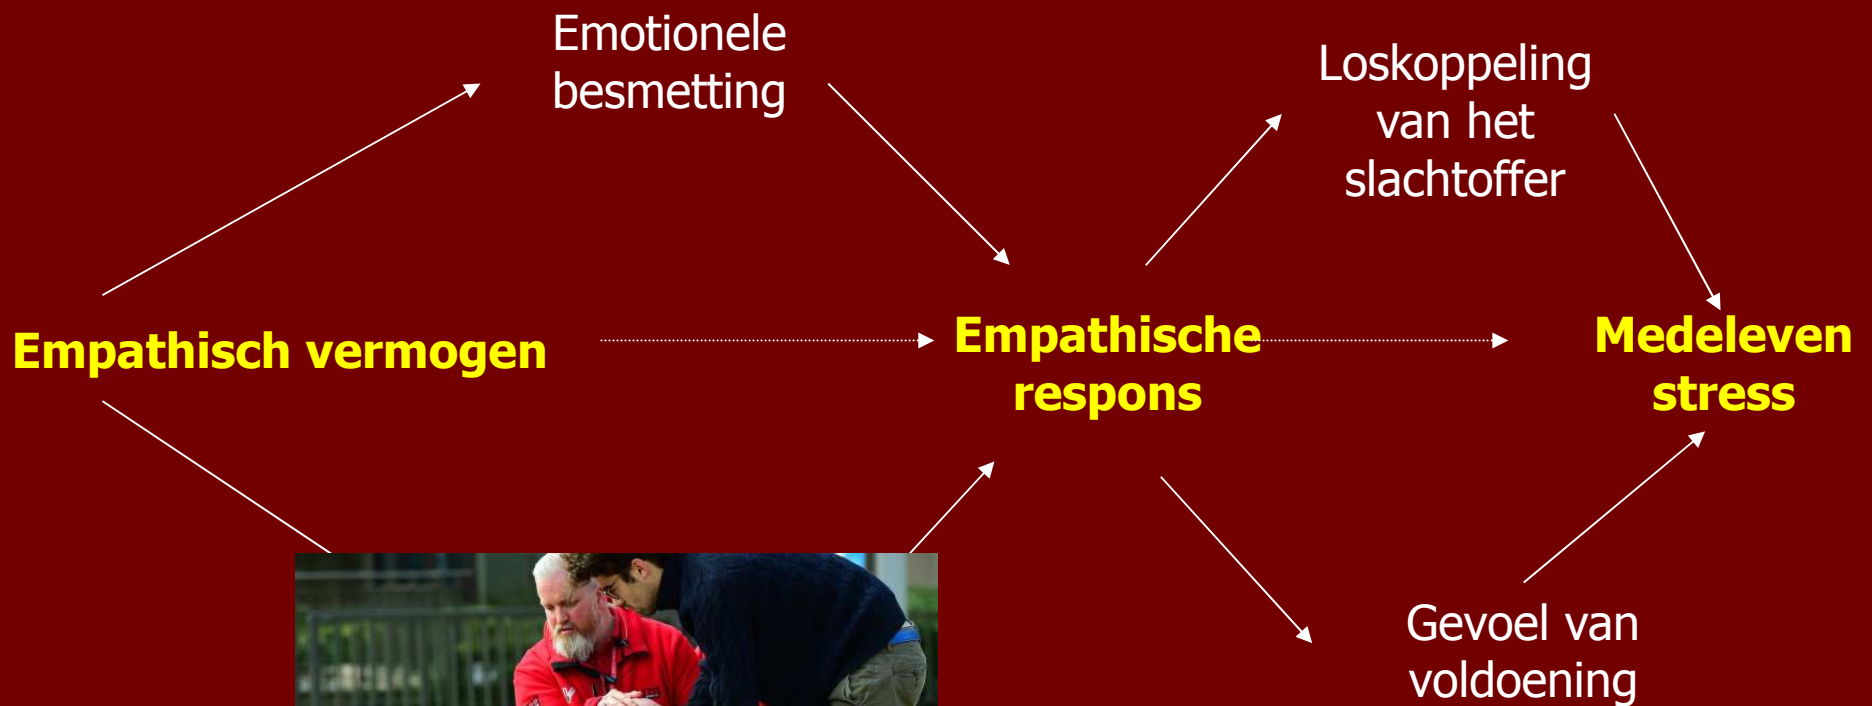 Emotionele
besmetting
Loskoppeling
van het
slachtoffer
Empathisch vermogen
Empathische
respons
Medeleven
stress
Gevoel van
voldoening